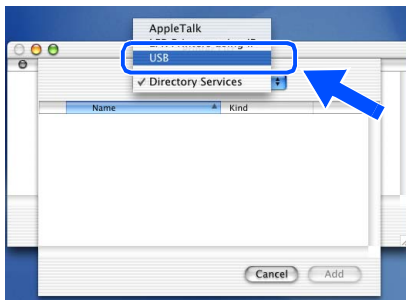 AppleTalk
USB
✓ Directory Services
Name Kind
Cancel Add